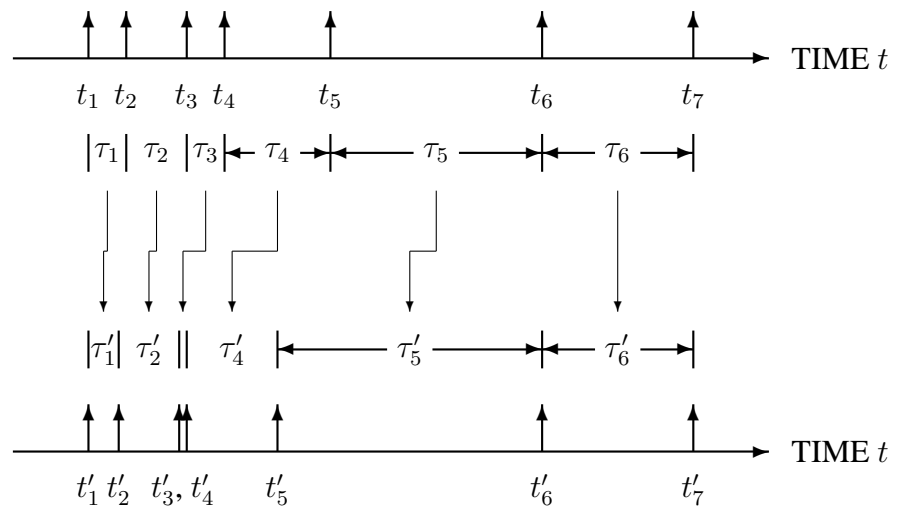 TIME t
t₁ t₂ t₃ t₄ t₅ t₆ t₇
τ₁ τ₂ τ₃ τ₄ τ₅ τ₆
τ′₁ τ′₂ τ′₄ τ′₅ τ′₆
TIME t
t′₁ t′₂ t′₃, t′₄ t′₅ t′₆ t′₇